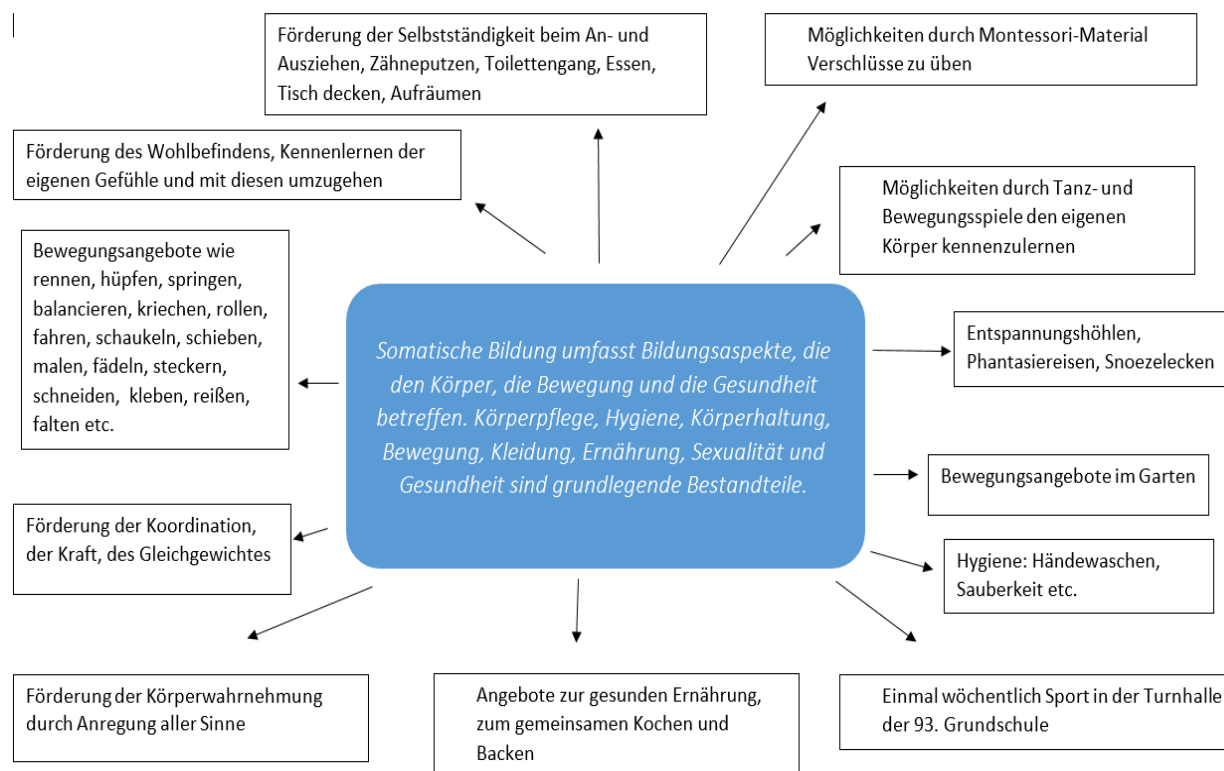 Förderung der Selbstständigkeit beim An- und
Ausziehen, Zähneputzen, Toilettengang, Essen,
Tisch decken, Aufräumen
Möglichkeiten durch Montessori-Material
Verschlüsse zu üben
Förderung des Wohlbefindens, Kennenlernen der
eigenen Gefühle und mit diesen umzugehen
Möglichkeiten durch Tanz- und
Bewegungsspiele den eigenen
Körper kennenzulernen
Bewegungsangebote wie
rennen, hüpfen, springen,
balancieren, kriechen, rollen,
fahren, schaukeln, schieben,
malen, fädeln, steckern,
schneiden, kleben, reißen,
falten etc.
Somatische Bildung umfasst Bildungsaspekte, die
den Körper, die Bewegung und die Gesundheit
betreffen. Körperpflege, Hygiene, Körperhaltung,
Bewegung, Kleidung, Ernährung, Sexualität und
Gesundheit sind grundlegende Bestandteile.
Entspannungshöhlen,
Phantasiereisen, Snoezelecken
Bewegungsangebote im Garten
Förderung der Koordination,
der Kraft, des Gleichgewichtes
Hygiene: Händewaschen,
Sauberkeit etc.
Förderung der Körperwahrnehmung
durch Anregung aller Sinne
Angebote zur gesunden Ernährung,
zum gemeinsamen Kochen und
Backen
Einmal wöchentlich Sport in der Turnhalle
der 93. Grundschule